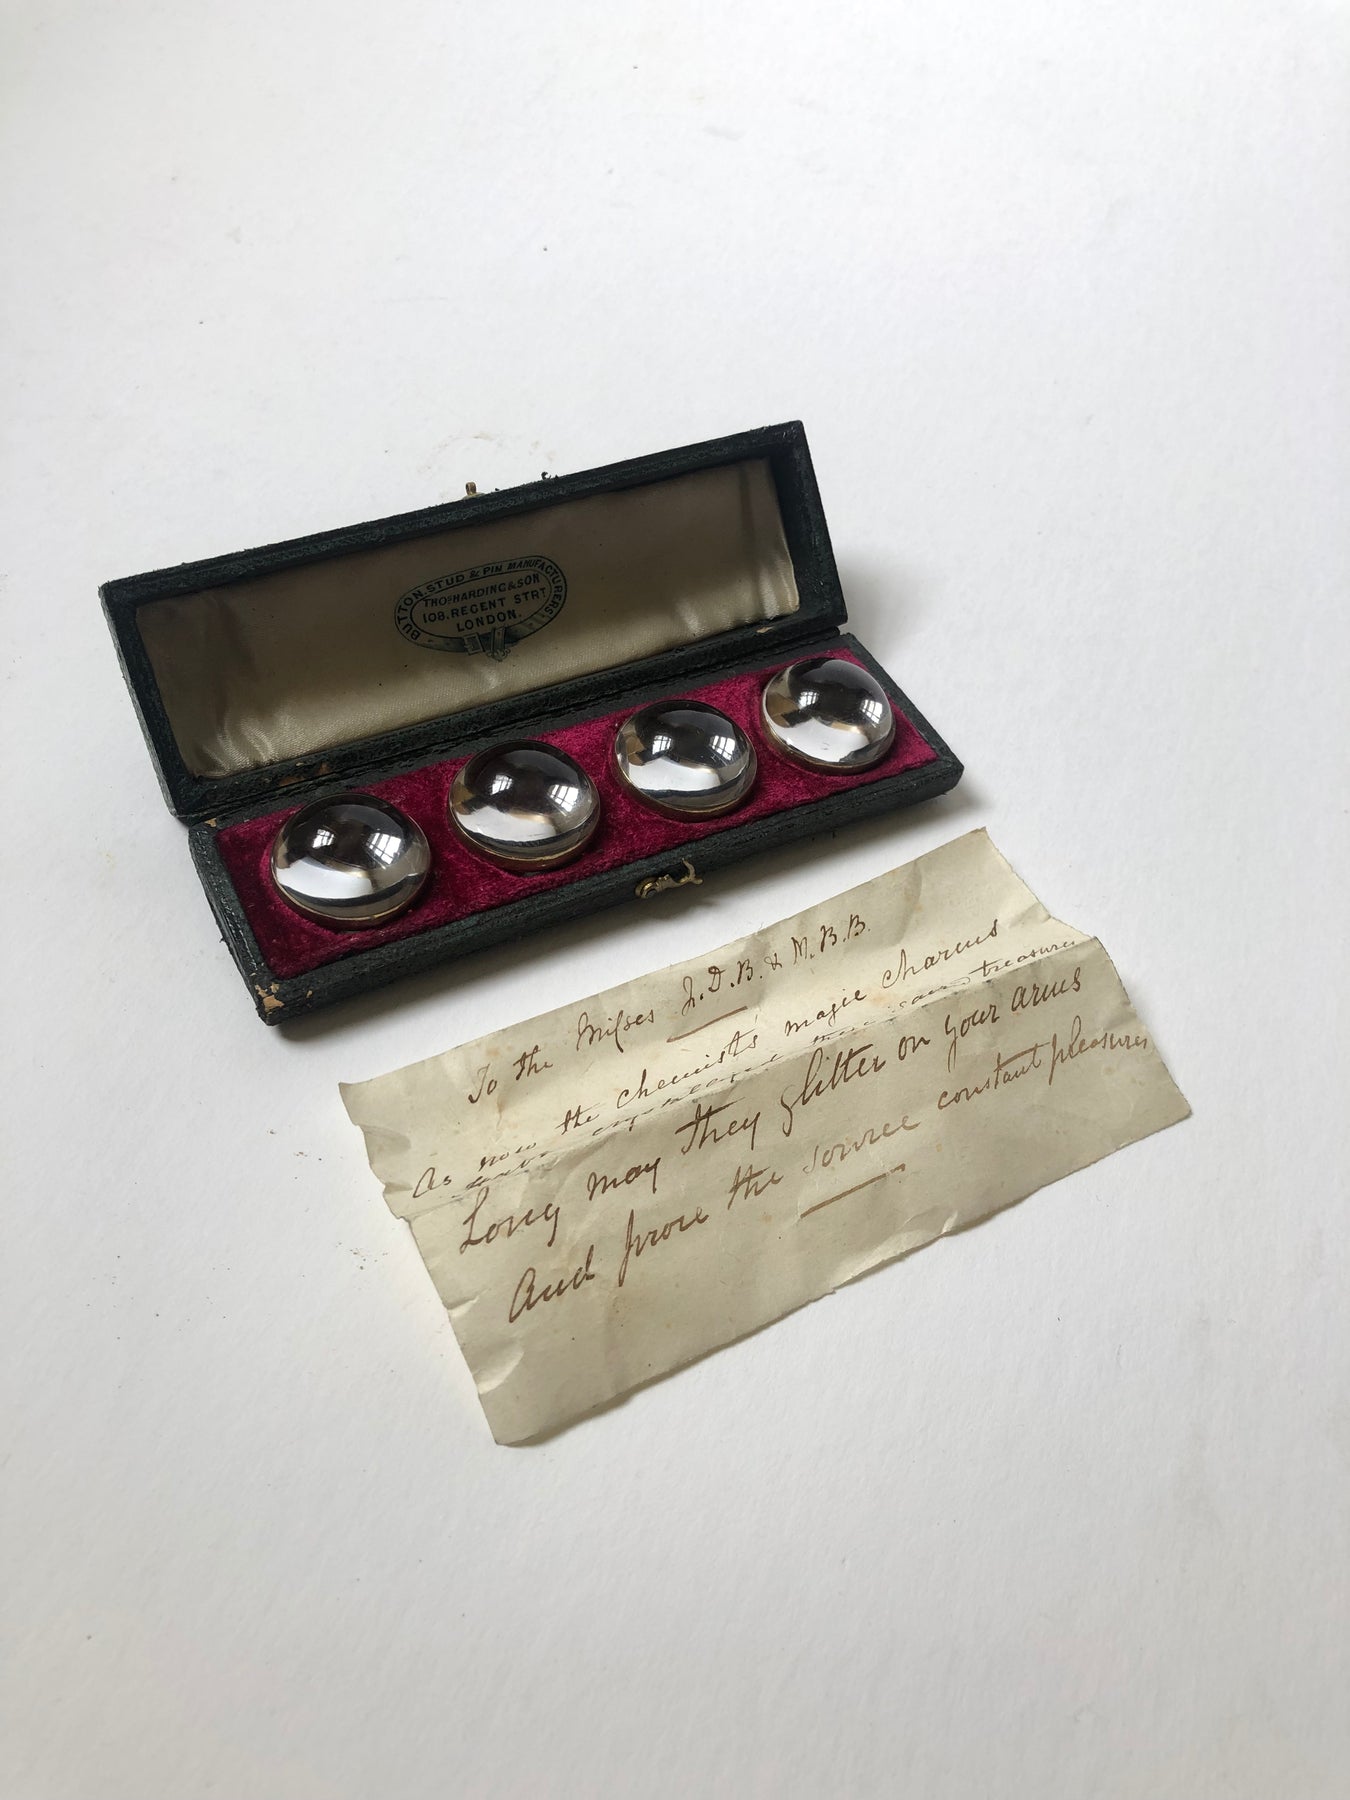 BUTTON, STUD & PIN MANUFACTURERS
THOS HARDING & SON
108. REGENT STRT
LONDON.
To the Misses J.D.B. & M.B.B.
As now the chemist's magic charms
treasures
Long may they glitter on your arms
And prove the source constant pleasures